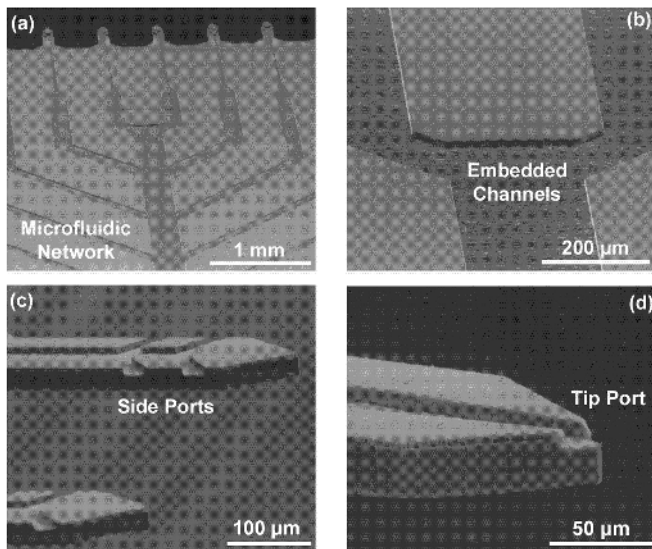 (a)
Microfluidic
Network
1 mm
(b)
Embedded
Channels
200 µm
(c)
Side Ports
100 µm
(d)
Tip Port
50 µm